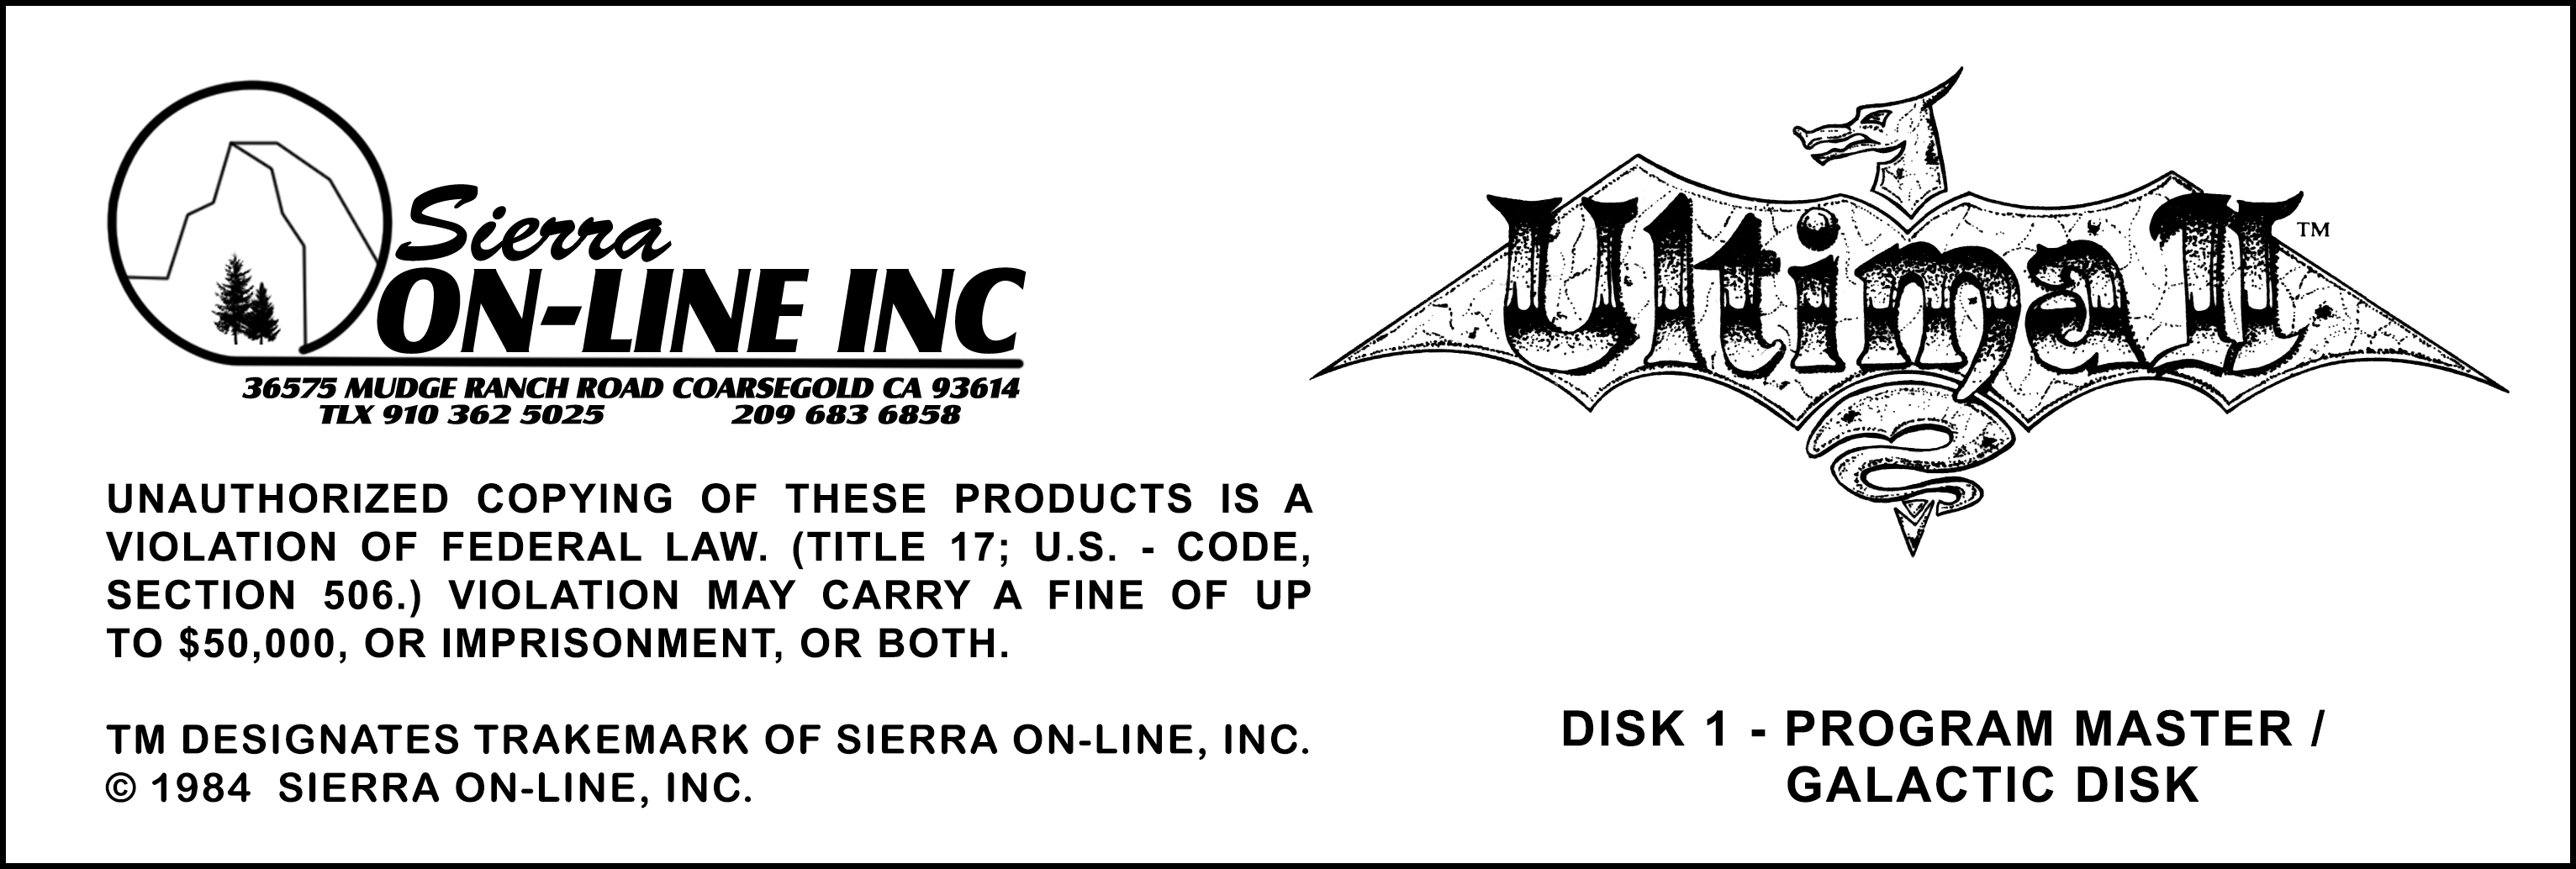 Sierra
ON-LINE INC
36575 MUDGE RANCH ROAD COARSEGOLD CA 93614
TLX 910 362 5025 209 683 6858
UNAUTHORIZED COPYING OF THESE PRODUCTS IS A
VIOLATION OF FEDERAL LAW. (TITLE 17; U.S. - CODE,
SECTION 506.) VIOLATION MAY CARRY A FINE OF UP
TO $50,000, OR IMPRISONMENT, OR BOTH.
TM DESIGNATES TRAKEMARK OF SIERRA ON-LINE, INC.
© 1984 SIERRA ON-LINE, INC.
Ultima II TM
DISK 1 - PROGRAM MASTER /
GALACTIC DISK